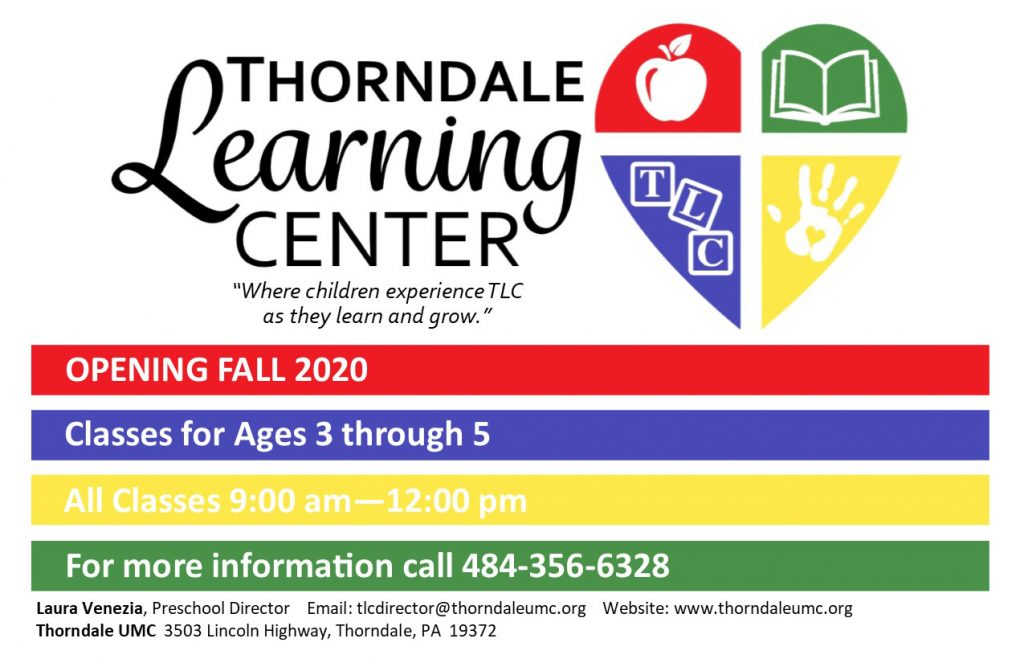 THORNDALE
Learning
CENTER
“Where children experience TLC
as they learn and grow.”
T
L
C
OPENING FALL 2020
Classes for Ages 3 through 5
All Classes 9:00 am—12:00 pm
For more information call 484-356-6328
Laura Venezia, Preschool Director    Email: tlcdirector@thorndaleumc.org    Website: www.thorndaleumc.org
Thorndale UMC  3503 Lincoln Highway, Thorndale, PA  19372